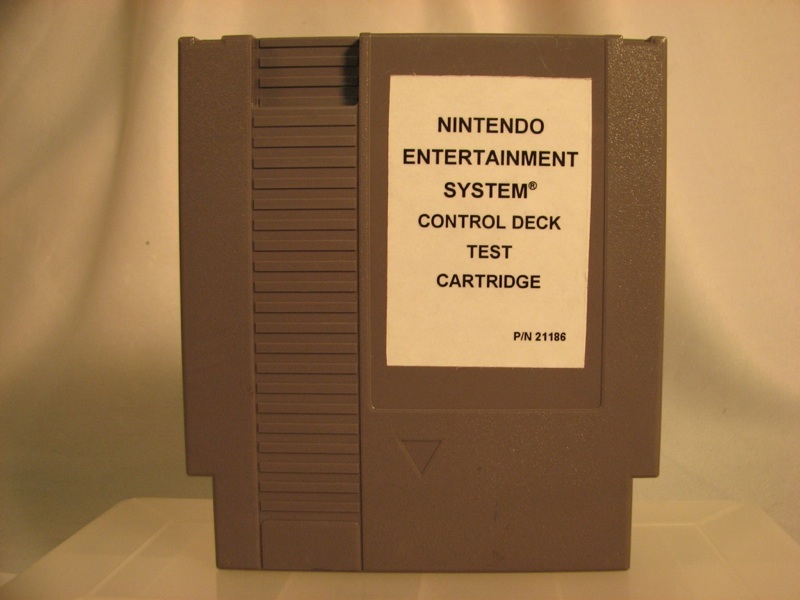 NINTENDO
ENTERTAINMENT
SYSTEM®
CONTROL DECK
TEST
CARTRIDGE
P/N 21186